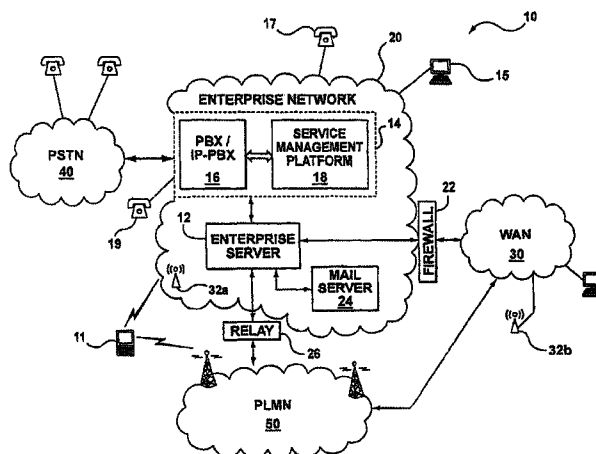 17
20
10
ENTERPRISE NETWORK
15
14
PSTN
40
PBX /
IP-PBX
16
SERVICE
MANAGEMENT
PLATFORM
18
22
19
12
ENTERPRISE
SERVER
FIREWALL
WAN
30
MAIL
SERVER
24
32a
11
RELAY
26
32b
PLMN
50